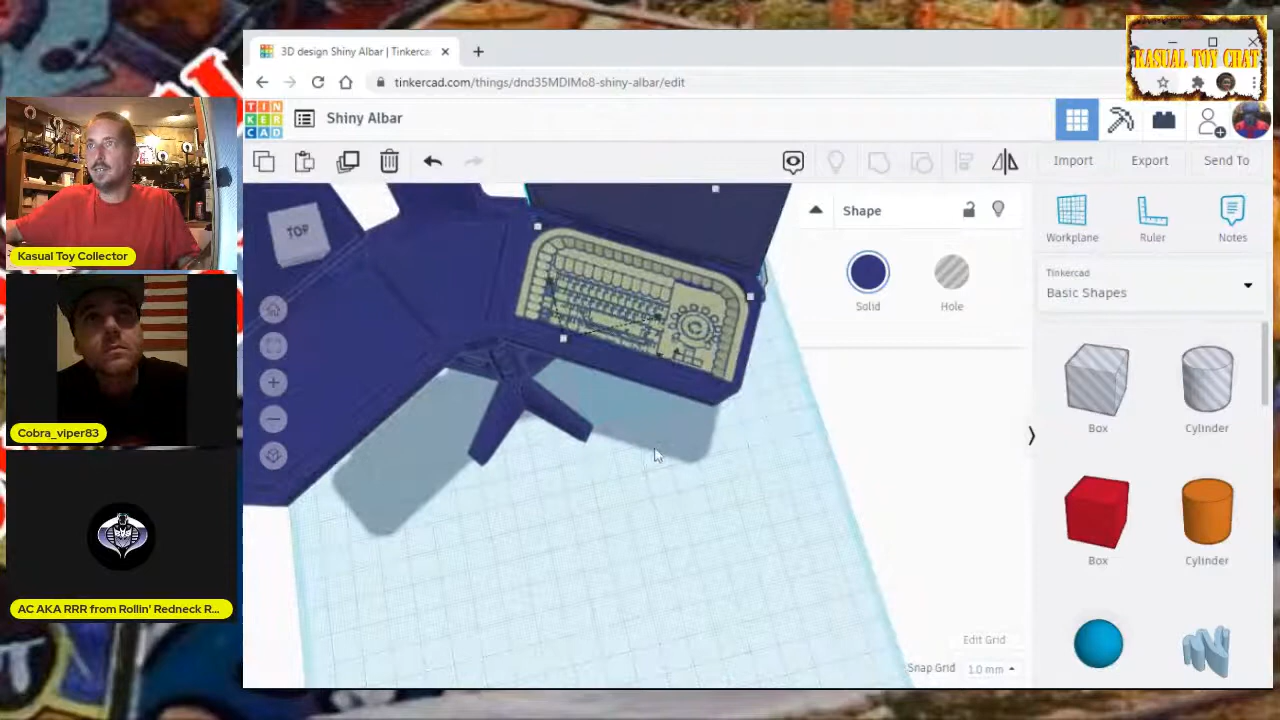 KASUAL TOY CHAT
3D design Shiny Albar | Tinkerca
tinkercad.com/things/dnd35MDIMo8-shiny-albar/edit
TIN
KER
CAD
Shiny Albar
Import
Export
Send To
TOP
Shape
Solid
Hole
Workplane
Ruler
Notes
Tinkercad
Basic Shapes
Box
Cylinder
Box
Cylinder
Edit Grid
Snap Grid
1.0 mm
Kasual Toy Collector
Cobra_viper83
AC AKA RRR from Rollin' Redneck R...